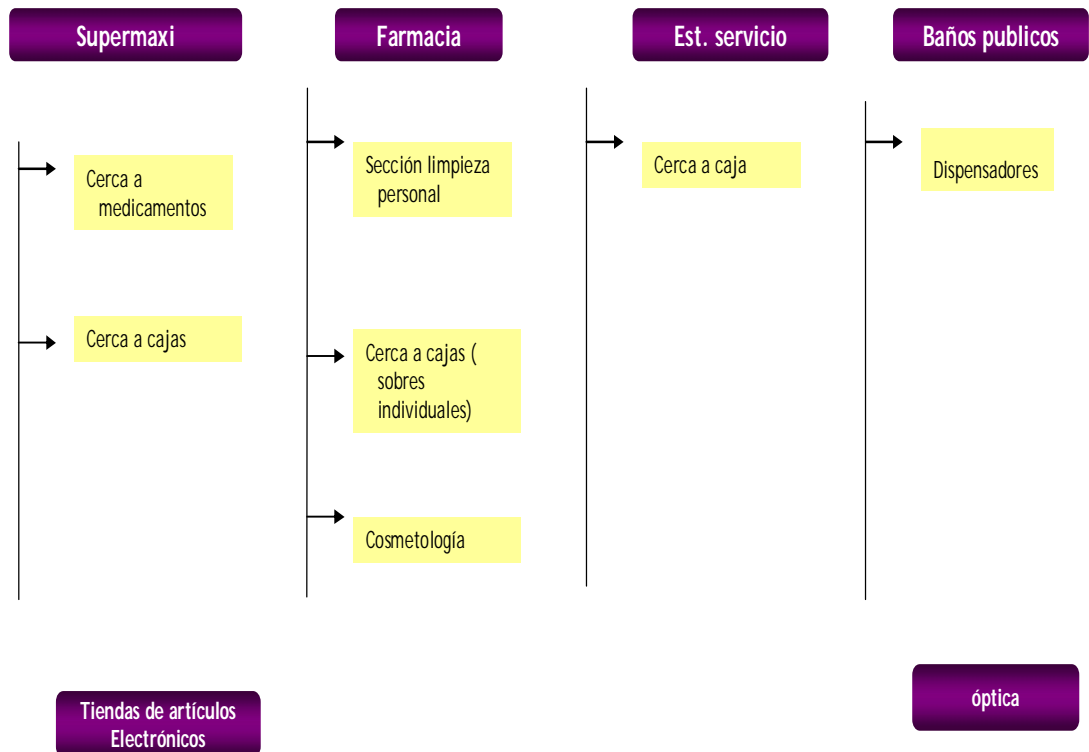 Supermaxi
Farmacia
Est. servicio
Baños publicos
Cerca a
medicamentos
Cerca a cajas
Sección limpieza
personal
Cerca a cajas (
sobres
individuales)
Cosmetología
Cerca a caja
Dispensadores
Tiendas de artículos
Electrónicos
óptica